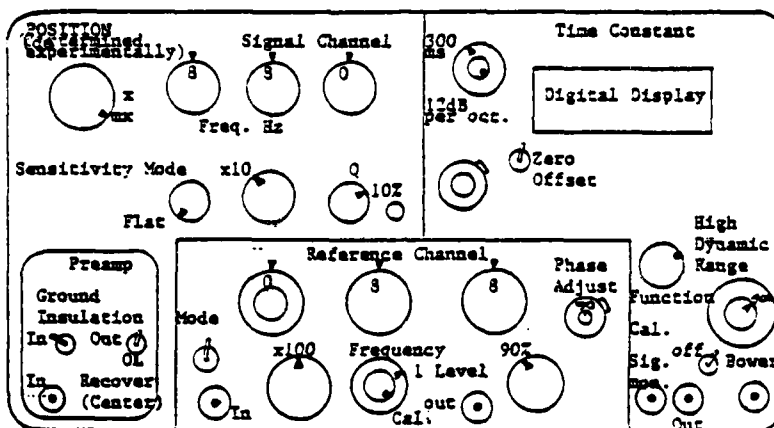 POSITION
(determined
experimentally)
Signal Channel
8
8
0
x
mx
Freq. Hz
300
ms
Time Constant
12dB
per oct.
Digital Display
Zero
Offset
Sensitivity Mode
x10
Q
10%
Flat
High
Dynamic
Range
Function
Cal.
off
Power
Sig.
mon.
Out
Preamp
Ground
Insulation
In
Out
OL
In
Recover
(Center)
Reference Channel
0
8
8
Phase
Adjust
Mode
x100
Frequency
90%
1 Level
In
out
Cal.